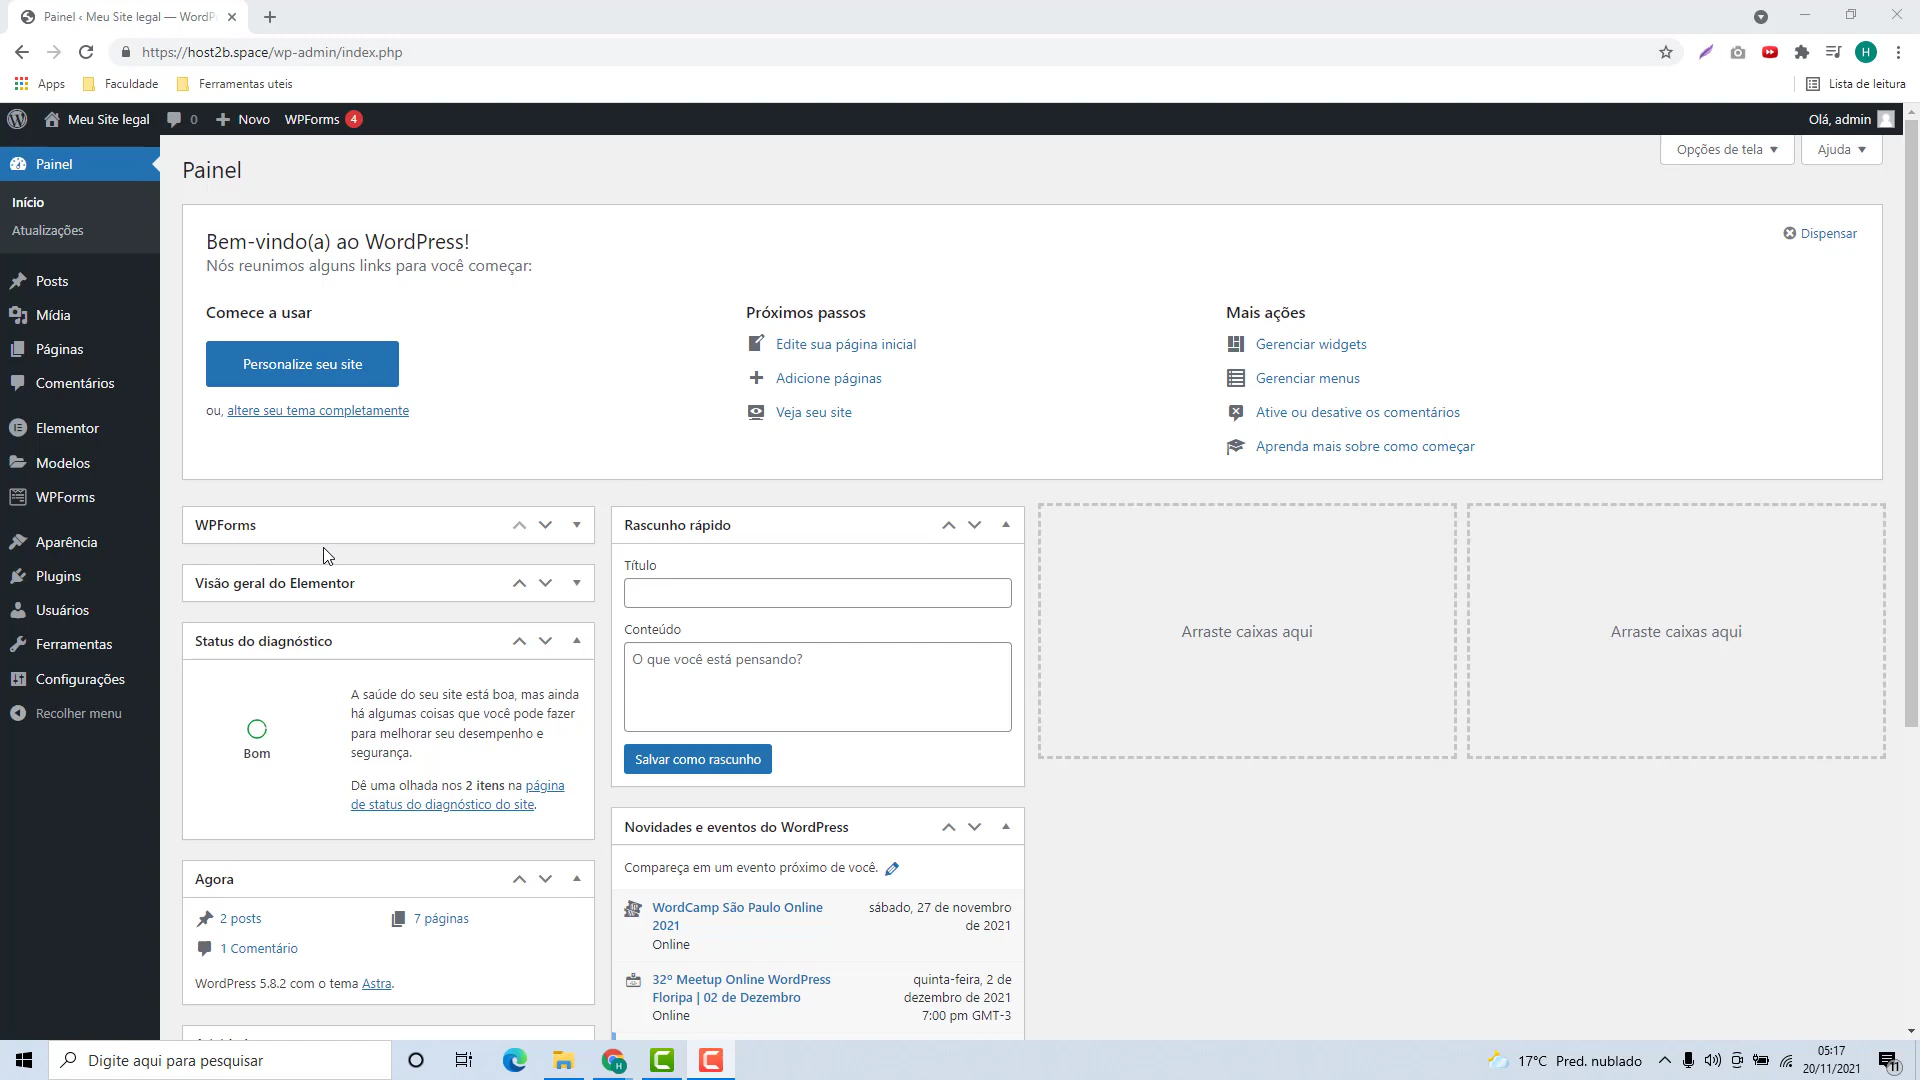 Painel ‹ Meu Site legal — WordP
https://host2b.space/wp-admin/index.php
H
Apps
Faculdade
Ferramentas uteis
Lista de leitura
Meu Site legal
0
Novo
WPForms
4
Olá, admin
Painel
Início
Atualizações
Posts
Mídia
Páginas
Comentários
Elementor
Modelos
WPForms
Aparência
Plugins
Usuários
Ferramentas
Configurações
Recolher menu
Painel
Opções de tela
Ajuda
Bem-vindo(a) ao WordPress!
Nós reunimos alguns links para você começar:
Dispensar
Comece a usar
Personalize seu site
ou, altere seu tema completamente
Próximos passos
Edite sua página inicial
Adicione páginas
Veja seu site
Mais ações
Gerenciar widgets
Gerenciar menus
Ative ou desative os comentários
Aprenda mais sobre como começar
WPForms
Visão geral do Elementor
Status do diagnóstico
Bom
A saúde do seu site está boa, mas ainda
há algumas coisas que você pode fazer
para melhorar seu desempenho e
segurança.
Dê uma olhada nos 2 itens na página
de status do diagnóstico do site.
Agora
2 posts
7 páginas
1 Comentário
WordPress 5.8.2 com o tema Astra.
Rascunho rápido
Título
Conteúdo
O que você está pensando?
Salvar como rascunho
Novidades e eventos do WordPress
Compareça em um evento próximo de você.
WordCamp São Paulo Online
2021
Online
sábado, 27 de novembro
de 2021
32º Meetup Online WordPress
Floripa | 02 de Dezembro
Online
quinta-feira, 2 de
dezembro de 2021
7:00 pm GMT-3
Arraste caixas aqui
Arraste caixas aqui
Digite aqui para pesquisar
17°C Pred. nublado
05:17
20/11/2021
11